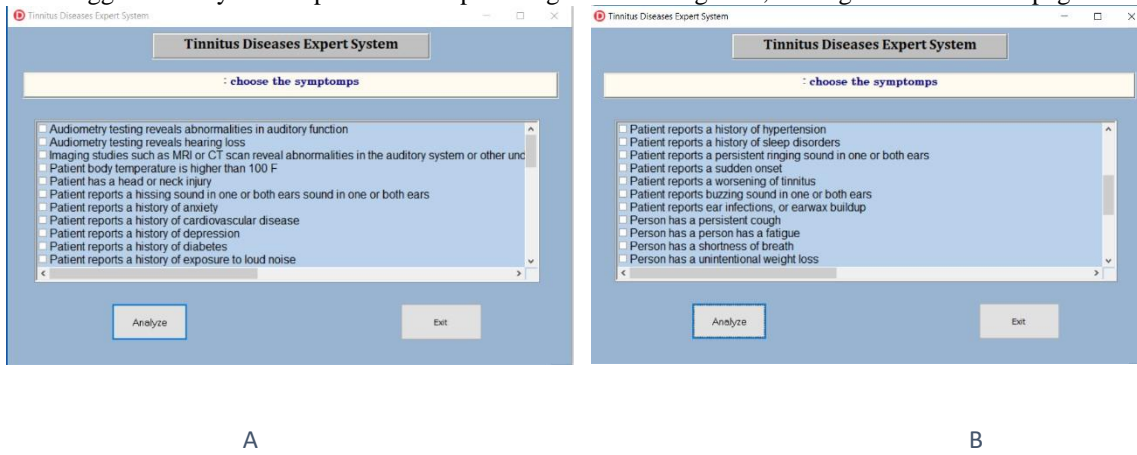 Tinnitus Diseases Expert System
Tinnitus Diseases Expert System
: choose the symptomps
Audiometry testing reveals abnormalities in auditory function
Audiometry testing reveals hearing loss
Imaging studies such as MRI or CT scan reveal abnormalities in the auditory system or other und
Patient body temperature is higher than 100 F
Patient has a head or neck injury
Patient reports a hissing sound in one or both ears sound in one or both ears
Patient reports a history of anxiety
Patient reports a history of cardiovascular disease
Patient reports a history of depression
Patient reports a history of diabetes
Patient reports a history of exposure to loud noise
Analyze
Exit
A
Tinnitus Diseases Expert System
Tinnitus Diseases Expert System
: choose the symptomps
Patient reports a history of hypertension
Patient reports a history of sleep disorders
Patient reports a persistent ringing sound in one or both ears
Patient reports a sudden onset
Patient reports a worsening of tinnitus
Patient reports buzzing sound in one or both ears
Patient reports ear infections, or earwax buildup
Person has a persistent cough
Person has a person has a fatigue
Person has a shortness of breath
Person has a unintentional weight loss
Analyze
Exit
B